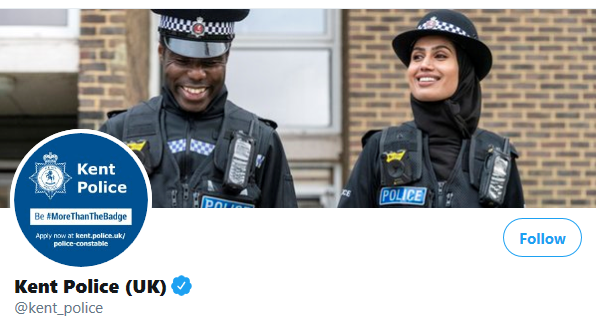 POLICE
POLICE
Kent
Police
Be #MoreThanTheBadge
Apply now at kent.police.uk/
police-constable
Follow
Kent Police (UK)
@kent_police